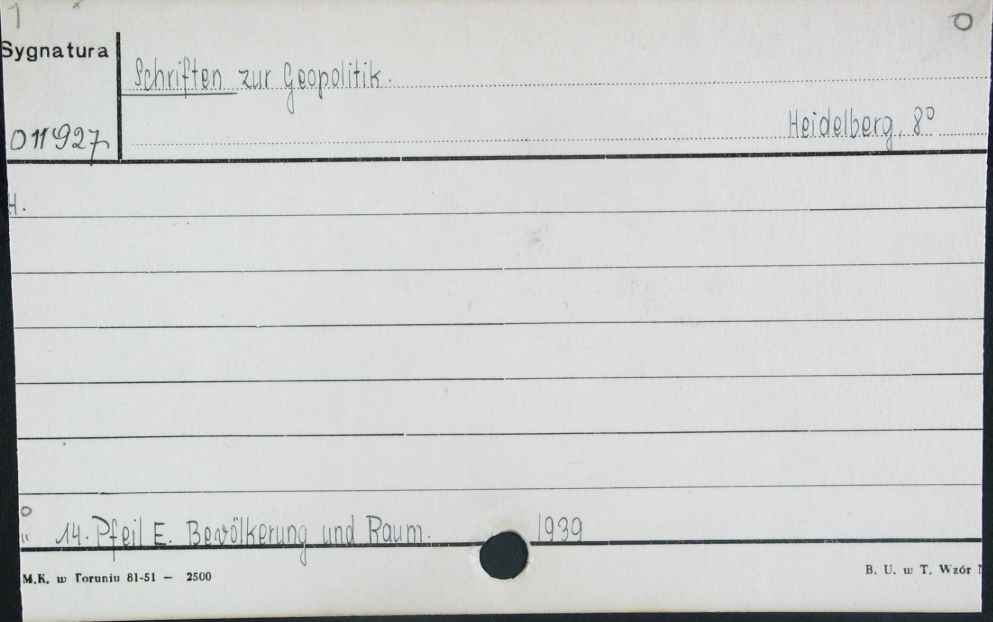 1
O
Sygnatura
Schriften zur Geopolitik.
011927
Heidelberg, 8°
H.
O
" 14. Pfeil E. Bevölkerung und Raum. 1939
M.K. w Toruniu 81-51 — 2500
B. U. w T. Wzór